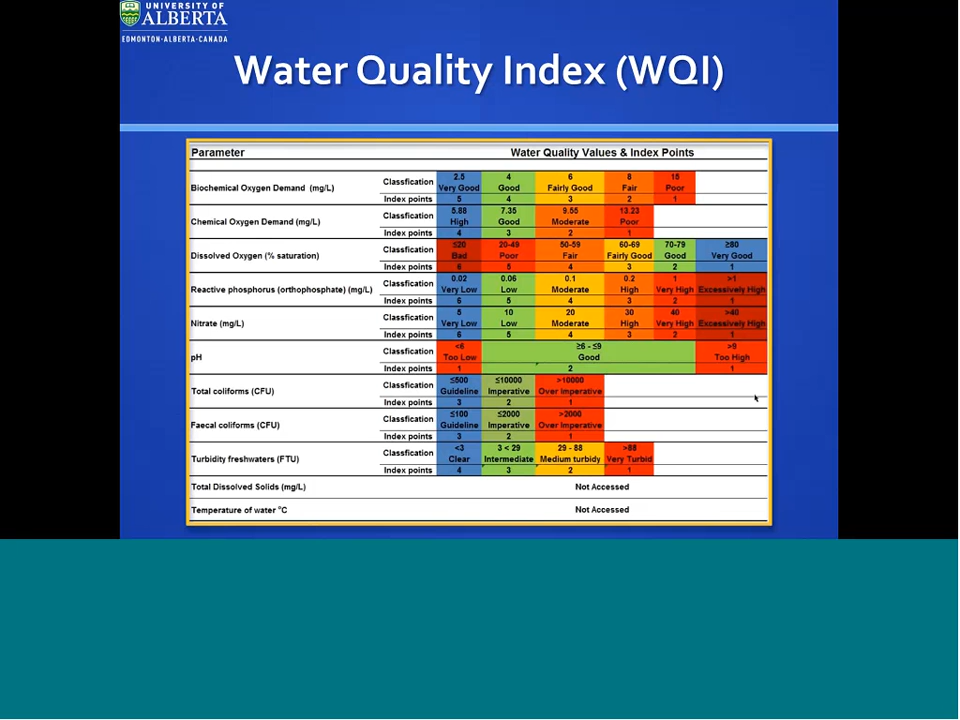 UNIVERSITY OF
ALBERTA
EDMONTON·ALBERTA·CANADA
Water Quality Index (WQI)
Parameter Water Quality Values & Index Points
Biochemical Oxygen Demand (mg/L)
Classfication 2.5 Very Good 4 Good 6 Fairly Good 8 Fair 15 Poor
Index points 5 4 3 2 1
Chemical Oxygen Demand (mg/L)
Classfication 5.88 High 7.35 Good 9.55 Moderate 13.23 Poor
Index points 4 3 2 1
Dissolved Oxygen (% saturation)
Classfication ≤20 Bad 20-49 Poor 50-59 Fair 60-69 Fairly Good 70-79 Good ≥80 Very Good
Index points 6 5 4 3 2 1
Reactive phosphorus (orthophosphate) (mg/L)
Classfication 0.02 Very Low 0.06 Low 0.1 Moderate 0.2 High 1 Very High >1 Excessively High
Index points 6 5 4 3 2 1
Nitrate (mg/L)
Classfication 5 Very Low 10 Low 20 Moderate 30 High 40 Very High >40 Excessively High
Index points 6 5 4 3 2 1
pH
Classfication <6 Too Low ≥6 - ≤9 Good >9 Too High
Index points 1 2 1
Total coliforms (CFU)
Classfication ≤500 Guideline ≤10000 Imperative >10000 Over Imperative
Index points 3 2 1
Faecal coliforms (CFU)
Classfication ≤100 Guideline ≤2000 Imperative >2000 Over Imperative
Index points 3 2 1
Turbidity freshwaters (FTU)
Classfication <3 Clear 3 < 29 Intermediate 29 - 88 Medium turbidy >88 Very Turbid
Index points 4 3 2 1
Total Dissolved Solids (mg/L) Not Accessed
Temperature of water °C Not Accessed